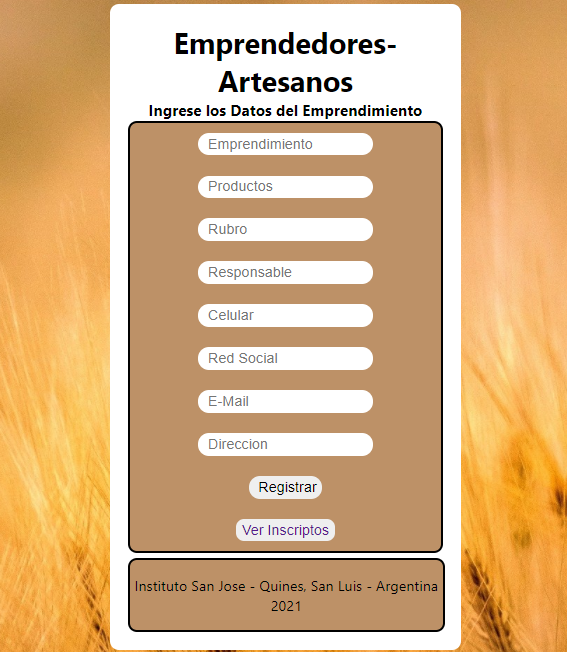 Emprendedores-
Artesanos
Ingrese los Datos del Emprendimiento
Emprendimiento
Productos
Rubro
Responsable
Celular
Red Social
E-Mail
Direccion
Registrar
Ver Inscriptos
Instituto San Jose - Quines, San Luis - Argentina
2021